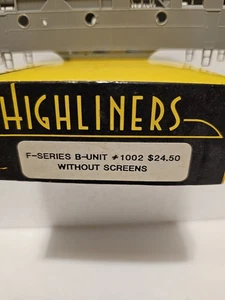 HIGHLINERS
F-SERIES B-UNIT #1002 $24.50
WITHOUT SCREENS